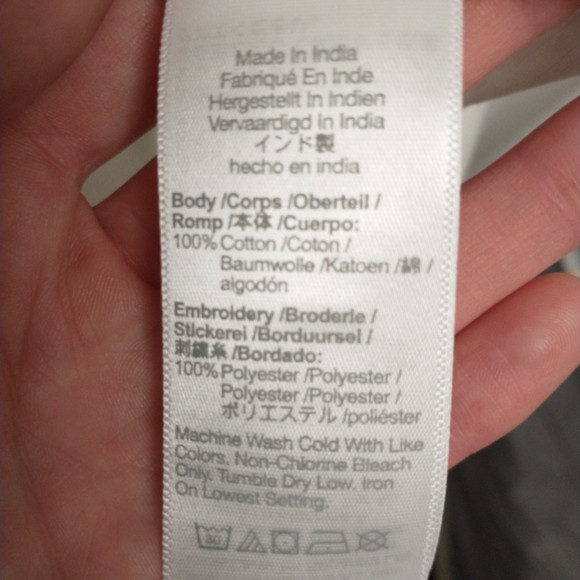 Made In India
Fabriqué En Inde
Hergestellt In Indien
Vervaardigd in India
インド製
hecho en india
Body /Corps /Oberteil /
Romp /本体 /Cuerpo:
100% Cotton /Coton /
Baumwolle /Katoen /綿 /
algodón
Embroidery /Broderie /
Stickerei /Borduursel /
刺繍糸 /Bordado:
100% Polyester /Polyester /
Polyester /Polyester /
ポリエステル /poliéster
Machine Wash Cold With Like
Colors, Non-Chlorine Bleach
Only. Tumble Dry Low. Iron
On Lowest Setting.
30